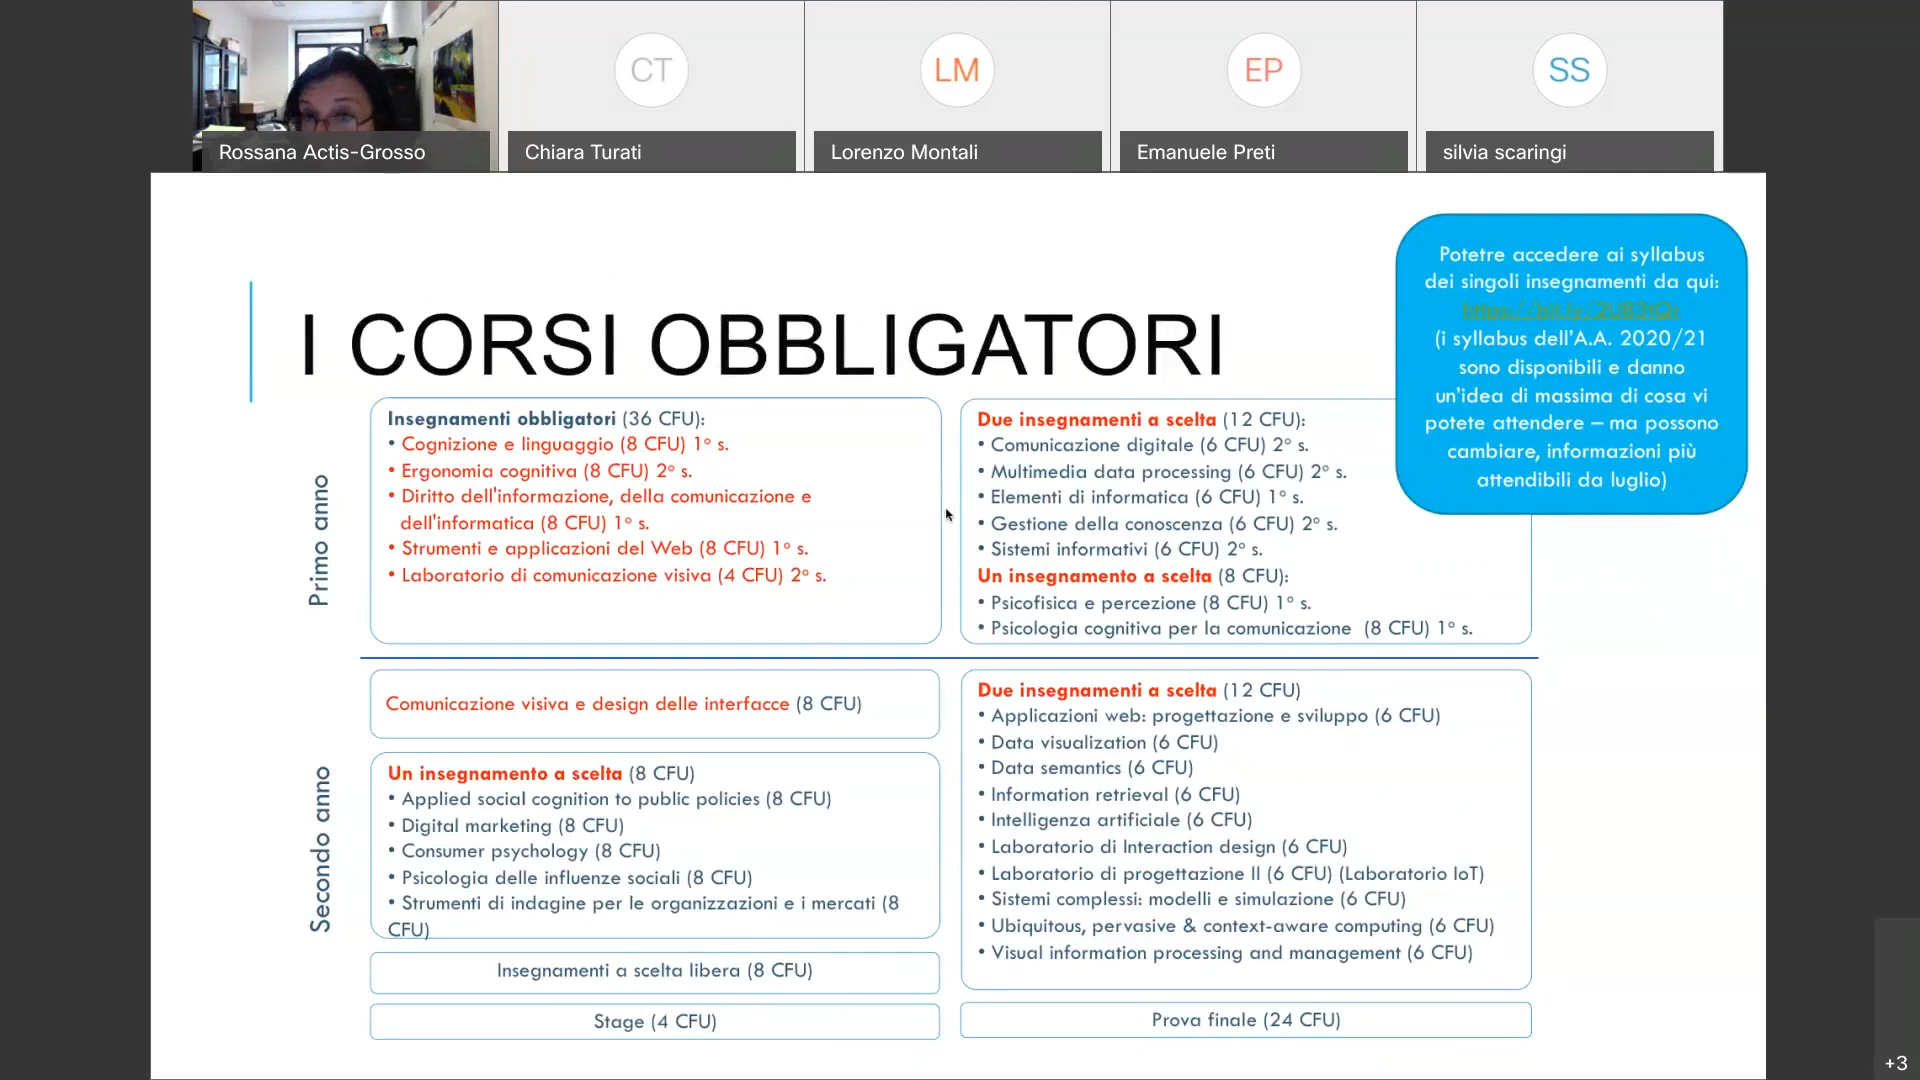 CT
LM
EP
SS
Rossana Actis-Grosso
Chiara Turati
Lorenzo Montali
Emanuele Preti
silvia scaringi
Potetre accedere ai syllabus
dei singoli insegnamenti da qui:
(i syllabus dell'A.A. 2020/21
sono disponibili e danno
un'idea di massima di cosa vi
potete attendere – ma possono
cambiare, informazioni più
attendibili da luglio)
I CORSI OBBLIGATORI
Primo anno
Insegnamenti obbligatori (36 CFU):
• Cognizione e linguaggio (8 CFU) 1° s.
• Ergonomia cognitiva (8 CFU) 2° s.
• Diritto dell'informazione, della comunicazione e
dell'informatica (8 CFU) 1° s.
• Strumenti e applicazioni del Web (8 CFU) 1° s.
• Laboratorio di comunicazione visiva (4 CFU) 2° s.
Due insegnamenti a scelta (12 CFU):
• Comunicazione digitale (6 CFU) 2° s.
• Multimedia data processing (6 CFU) 2° s.
• Elementi di informatica (6 CFU) 1° s.
• Gestione della conoscenza (6 CFU) 2° s.
• Sistemi informativi (6 CFU) 2° s.
Un insegnamento a scelta (8 CFU):
• Psicofisica e percezione (8 CFU) 1° s.
• Psicologia cognitiva per la comunicazione (8 CFU) 1° s.
Secondo anno
Comunicazione visiva e design delle interfacce (8 CFU)
Un insegnamento a scelta (8 CFU)
• Applied social cognition to public policies (8 CFU)
• Digital marketing (8 CFU)
• Consumer psychology (8 CFU)
• Psicologia delle influenze sociali (8 CFU)
• Strumenti di indagine per le organizzazioni e i mercati (8
CFU)
Insegnamenti a scelta libera (8 CFU)
Stage (4 CFU)
Due insegnamenti a scelta (12 CFU)
• Applicazioni web: progettazione e sviluppo (6 CFU)
• Data visualization (6 CFU)
• Data semantics (6 CFU)
• Information retrieval (6 CFU)
• Intelligenza artificiale (6 CFU)
• Laboratorio di Interaction design (6 CFU)
• Laboratorio di progettazione II (6 CFU) (Laboratorio IoT)
• Sistemi complessi: modelli e simulazione (6 CFU)
• Ubiquitous, pervasive & context-aware computing (6 CFU)
• Visual information processing and management (6 CFU)
Prova finale (24 CFU)
+3